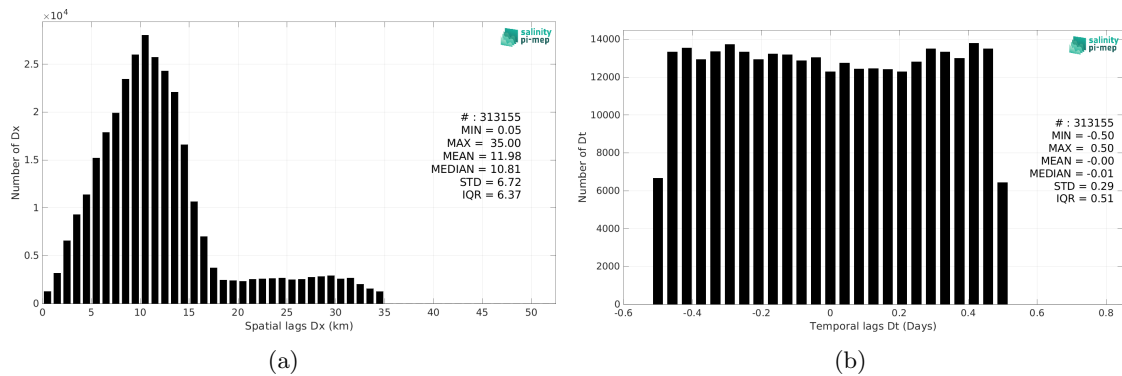 ×10⁴
2.5
2
1.5
1
0.5
0
Number of Dx
0 5 10 15 20 25 30 35 40 45 50
Spatial lags Dx (km)
salinity
pi-mep
# : 313155
MIN = 0.05
MAX = 35.00
MEAN = 11.98
MEDIAN = 10.81
STD = 6.72
IQR = 6.37
(a)
14000
12000
10000
8000
6000
4000
2000
0
Number of Dt
-0.6 -0.4 -0.2 0 0.2 0.4 0.6 0.8
Temporal lags Dt (Days)
salinity
pi-mep
# : 313155
MIN = -0.50
MAX = 0.50
MEAN = -0.00
MEDIAN = -0.01
STD = 0.29
IQR = 0.51
(b)